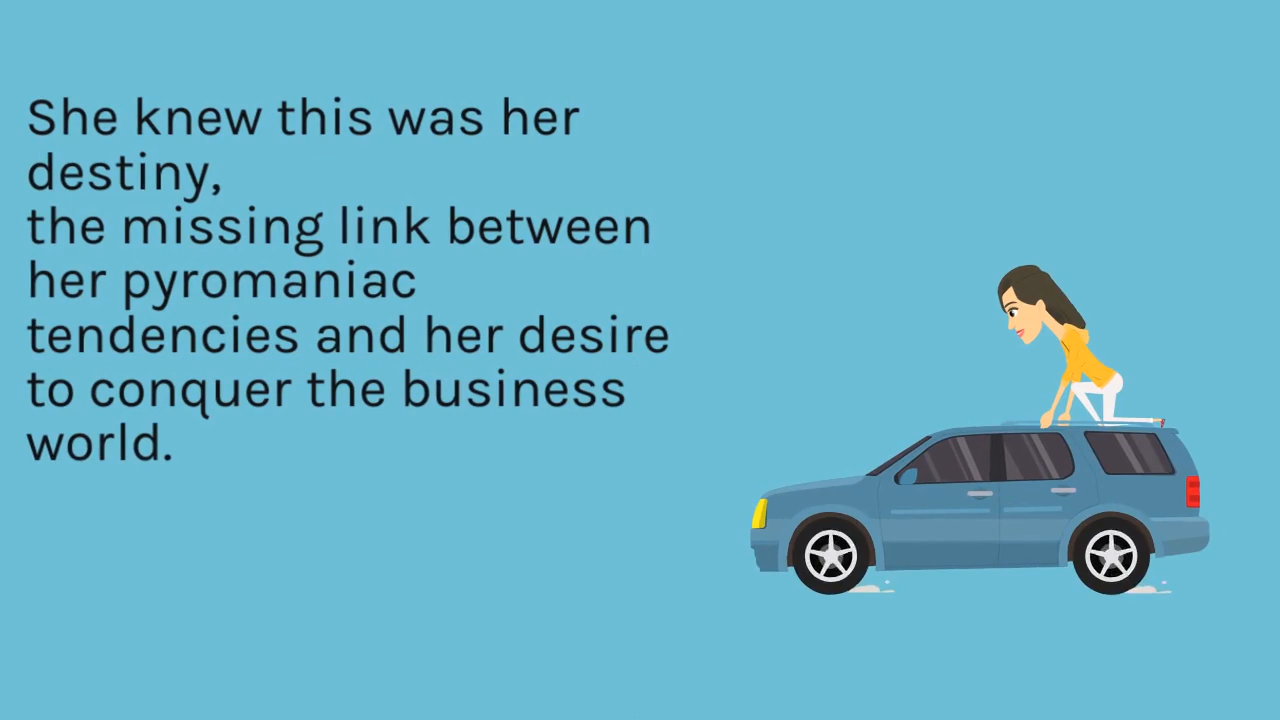 She knew this was her
destiny,
the missing link between
her pyromaniac
tendencies and her desire
to conquer the business
world.